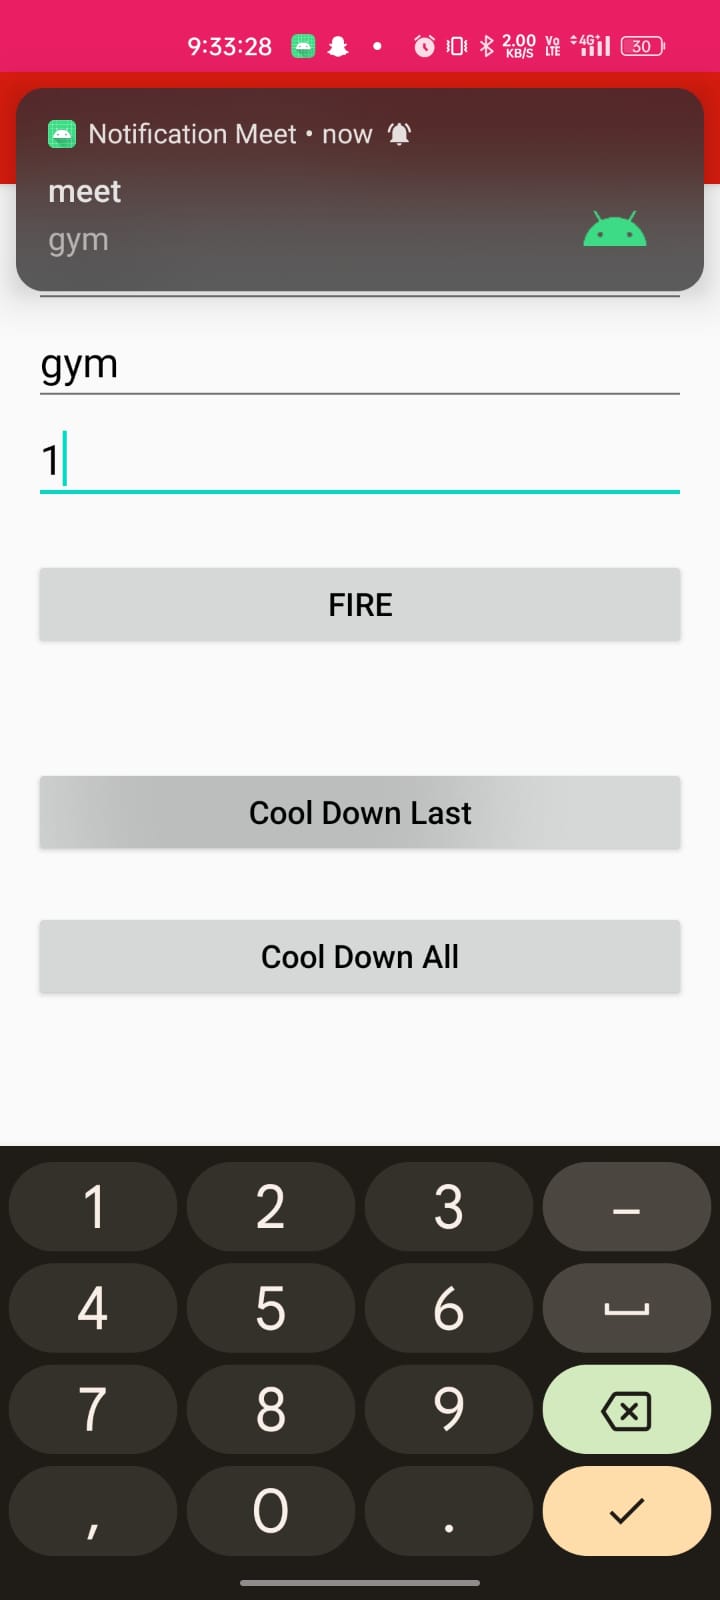 9:33:28 2.00 KB/S Vo LTE 4G+ 30
Notification Meet • now
meet
gym
gym
1
FIRE
Cool Down Last
Cool Down All
1 2 3 –
4 5 6
7 8 9
, 0 .